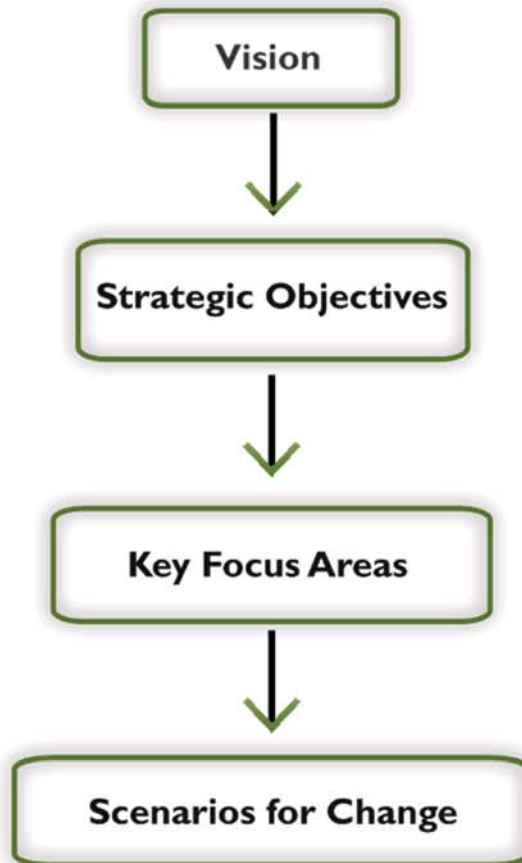 Vision
Strategic Objectives
Key Focus Areas
Scenarios for Change